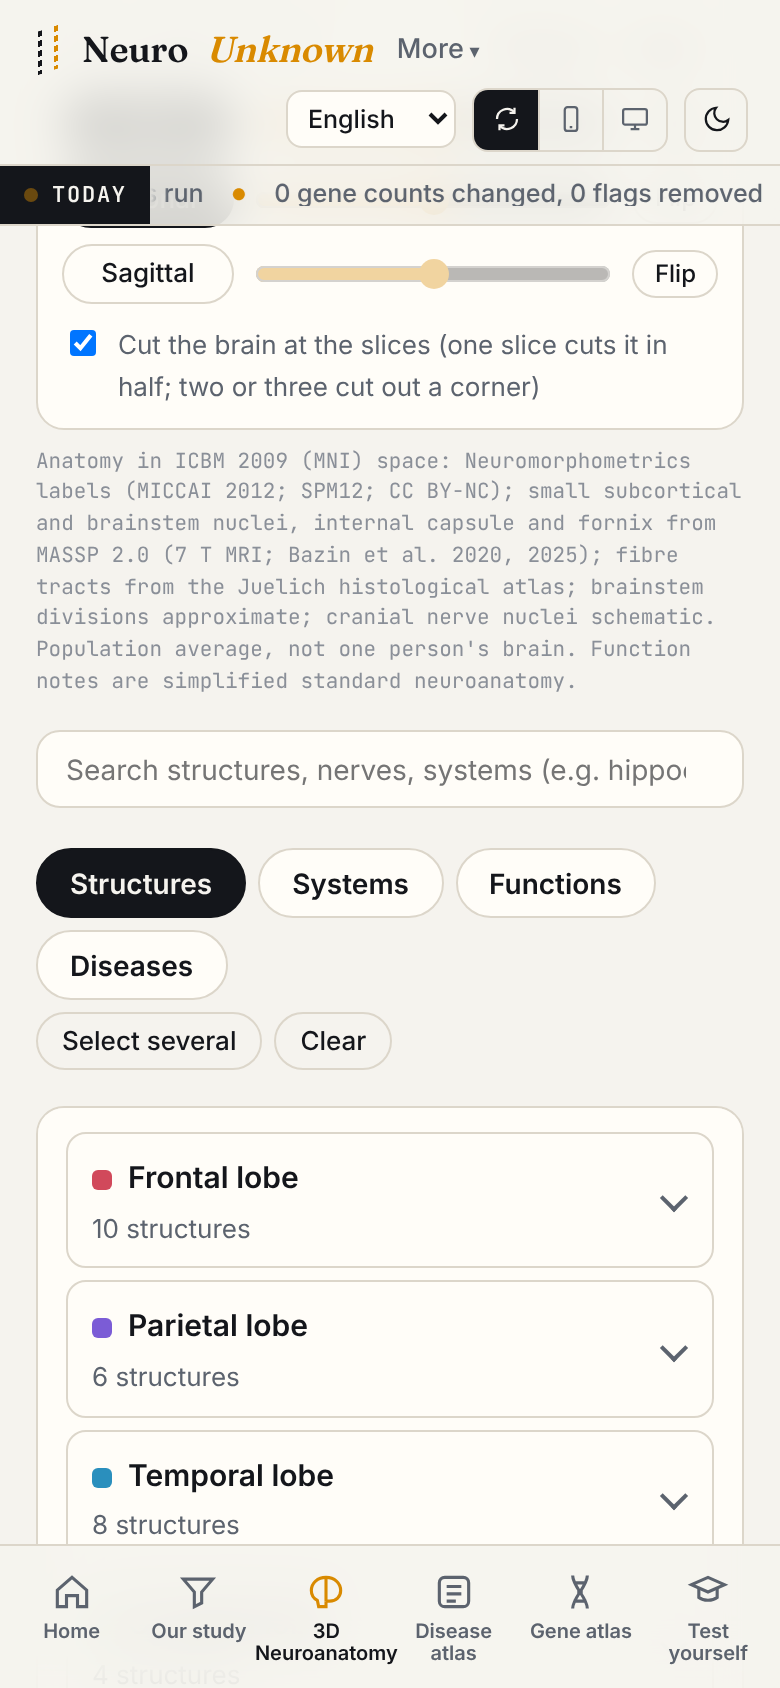 Neuro Unknown More ▾
English
TODAY run 0 gene counts changed, 0 flags removed
Sagittal Flip
Cut the brain at the slices (one slice cuts it in
half; two or three cut out a corner)
Anatomy in ICBM 2009 (MNI) space: Neuromorphometrics
labels (MICCAI 2012; SPM12; CC BY-NC); small subcortical
and brainstem nuclei, internal capsule and fornix from
MASSP 2.0 (7 T MRI; Bazin et al. 2020, 2025); fibre
tracts from the Juelich histological atlas; brainstem
divisions approximate; cranial nerve nuclei schematic.
Population average, not one person's brain. Function
notes are simplified standard neuroanatomy.
Search structures, nerves, systems (e.g.
Structures Systems Functions
Diseases
Select several Clear
Frontal lobe
10 structures
Parietal lobe
6 structures
Temporal lobe
8 structures
4 structures
Home Our study 3D Neuroanatomy Disease atlas Gene atlas Test yourself